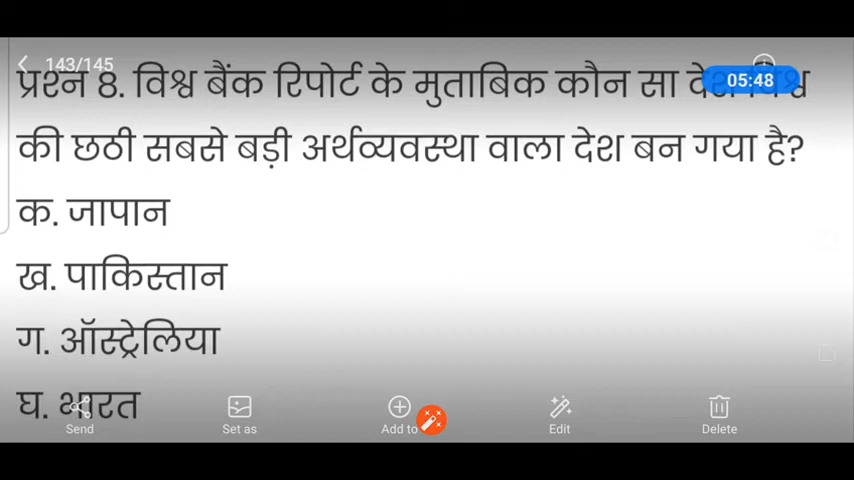 143/145
05:48
प्रश्न 8. विश्व बैंक रिपोर्ट के मुताबिक कौन सा देश विश्व
की छठी सबसे बड़ी अर्थव्यवस्था वाला देश बन गया है?
क. जापान
ख. पाकिस्तान
ग. ऑस्ट्रेलिया
घ. भारत
Send Set as Add to Edit Delete